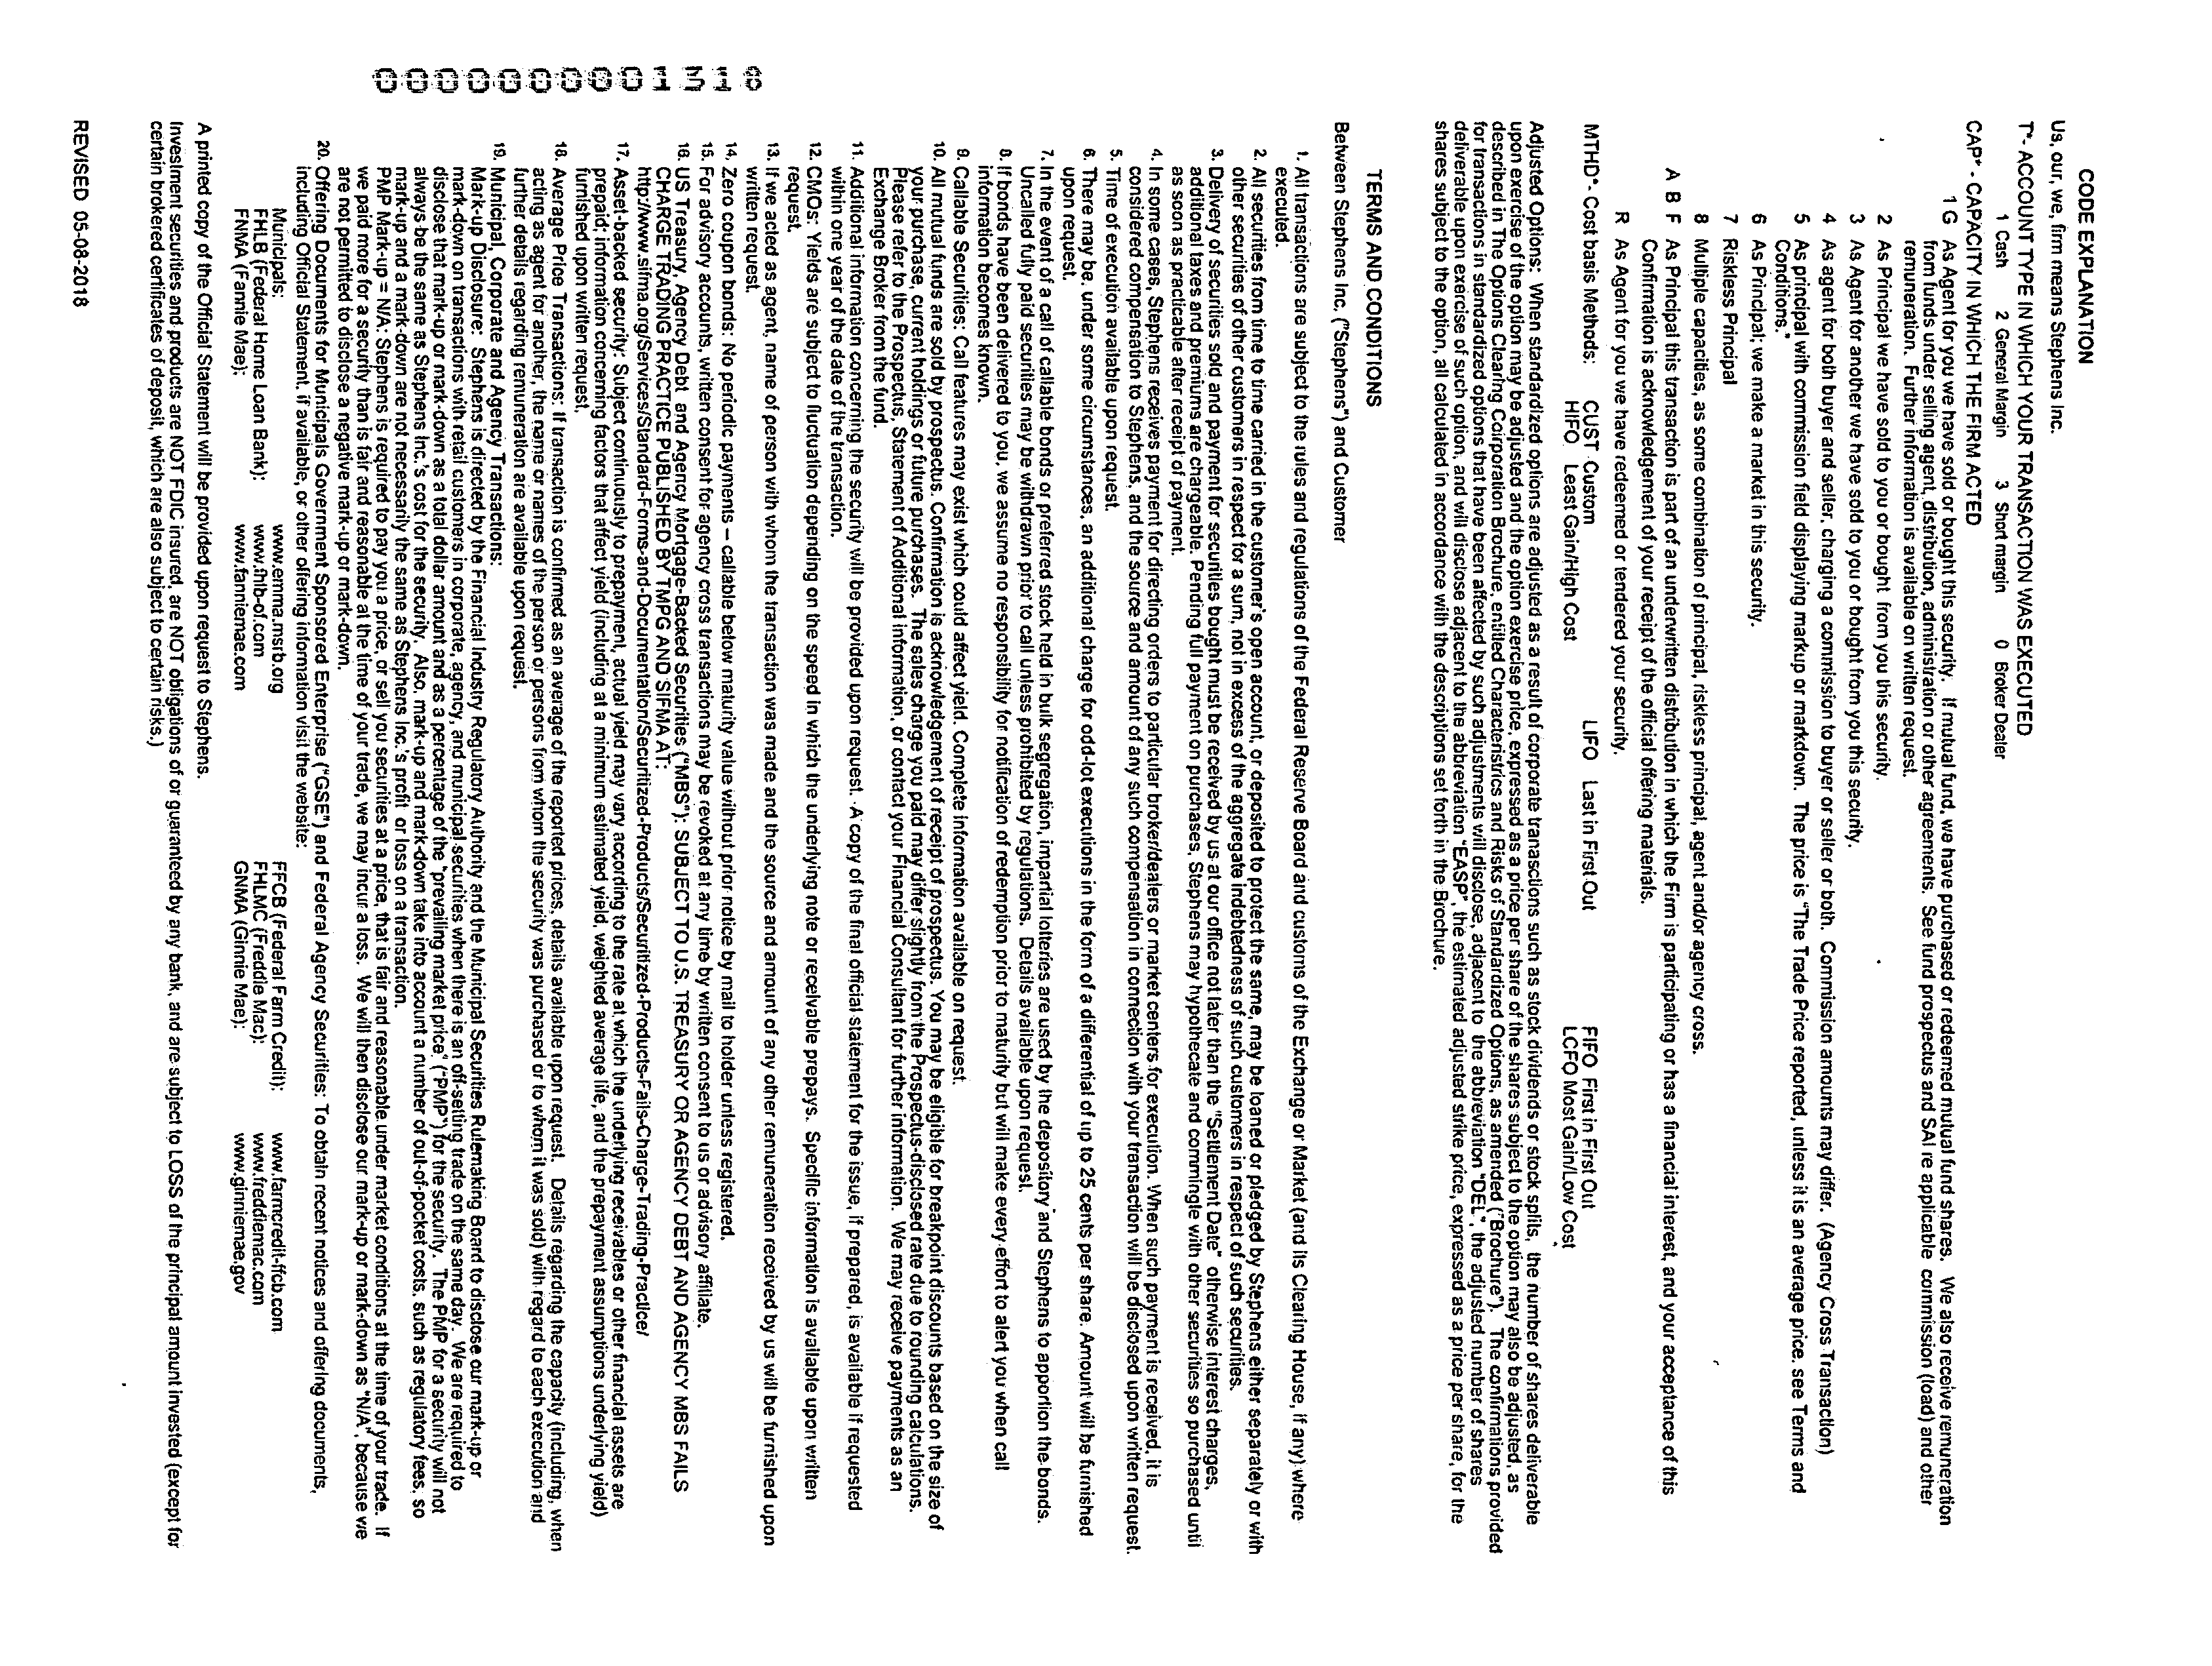 CODE EXPLANATION
Us, our, we, firm means Stephens Inc.
T*- ACCOUNT TYPE IN WHICH YOUR TRANSACTION WAS EXECUTED
1 Cash 2 General Margin 3 Short margin 0 Broker Dealer
CAP* - CAPACITY IN WHICH THE FIRM ACTED
1 G As Agent for you we have sold or bought this security. If mutual fund, we have purchased or redeemed mutual fund shares. We also receive remuneration
from funds under selling agent, distribution, administration or other agreements. See fund prospectus and SAI re applicable commission (load) and other
remuneration. Further information is available on written request.
2 As Principal we have sold to you or bought from you this security.
3 As Agent for another we have sold to you or bought from you this security.
4 As agent for both buyer and seller, charging a commission to buyer or seller or both. Commission amounts may differ. (Agency Cross Transaction)
5 As principal with commission field displaying markup or markdown. The price is "The Trade Price reported, unless it is an average price. see Terms and
Conditions."
6 As Principal; we make a market in this security.
7 Riskless Principal
8 Multiple capacities, as some combination of principal, riskless principal, agent and/or agency cross.
A B F As Principal this transaction is part of an underwritten distribution in which the Firm is participating or has a financial interest, and your acceptance of this
Confirmation is acknowledgement of your receipt of the official offering materials.
R As Agent for you we have redeemed or tendered your security.
MTHD*- Cost basis Methods: CUST Custom LIFO Last in First Out FIFO First in First Out
HIFO Least Gain/High Cost LCFO Most Gain/Low Cost
Adjusted Options: When standardized options are adjusted as a result of corporate tranasctions such as stock dividends or stock splits, the number of shares deliverable
upon exercise of the option may be adjusted and the option exercise price, expressed as a price per share of the shares subject to the option may also be adjusted, as
described in The Options Clearing Corporation Brochure, entitled Characteristrics and Risks of Standardized Options, as amended ("Brochure"). The confirmations provided
for transactions in standardized options that have been affected by such adjustments will disclose, adjacent to the abbreviation "DEL", the adjusted number of shares
deliverable upon exercise of such option, and will disclose adjacent to the abbreviation "EASP", the estimated adjusted strike price, expressed as a price per share, for the
shares subject to the option, all calculated in accordance with the descriptions set forth in the Brochure.
TERMS AND CONDITIONS
Between Stephens Inc. ("Stephens") and Customer
1. All transactions are subject to the rules and regulations of the Federal Reserve Board and customs of the Exchange or Market (and its Clearing House, if any) where
executed.
2. All securities from time to time carried in the customer's open account, or deposited to protect the same, may be loaned or pledged by Stephens either separately or with
other securities of other customers in respect for a sum, not in excess of the aggregate indebtedness of such customers in respect of such securities.
3. Delivery of securities sold and payment for securities bought must be received by us at our office not later than the "Settlement Date" otherwise interest charges,
additional taxes and premiums are chargeable. Pending full payment on purchases, Stephens may hypothecate and commingle with other securities so purchased until
as soon as practicable after receipt of payment.
4. In some cases, Stephens receives payment for directing orders to particular broker/dealers or market centers for execution. When such payment is received, it is
considered compensation to Stephens, and the source and amount of any such compensation in connection with your transaction will be disclosed upon written request.
5. Time of execution available upon request.
6. There may be, under some circumstances, an additional charge for odd-lot executions in the form of a differential of up to 25 cents per share. Amount will be furnished
upon request.
7. In the event of a call of callable bonds or preferred stock held in bulk segregation, impartial lotteries are used by the depository and Stephens to apportion the bonds.
Uncalled fully paid securities may be withdrawn prior to call unless prohibited by regulations. Details available upon request.
8. If bonds have been delivered to you, we assume no responsibility for notification of redemption prior to maturity but will make every effort to alert you when call
information becomes known.
9. Callable Securities: Call features may exist which could affect yield. Complete information available on request.
10. All mutual funds are sold by prospectus. Confirmation is acknowledgement of receipt of prospectus. You may be eligible for breakpoint discounts based on the size of
your purchase, current holdings or future purchases. The sales charge you paid may differ slightly from the Prospectus-disclosed rate due to rounding calculations.
Please refer to the Prospectus, Statement of Additional Information, or contact your Financial Consultant for further information. We may receive payments as an
Exchange Broker from the fund.
11. Additional information concerning the security will be provided upon request. A copy of the final official statement for the issue, if prepared, is available if requested
within one year of the date of the transaction.
12. CMOs: Yields are subject to fluctuation depending on the speed in which the underlying note or receivable prepays. Specific information is available upon written
request.
13. If we acted as agent, name of person with whom the transaction was made and the source and amount of any other remuneration received by us will be furnished upon
written request.
14. Zero coupon bonds: No periodic payments – callable below maturity value without prior notice by mail to holder unless registered.
15. For advisory accounts, written consent for agency cross transactions may be revoked at any time by written consent to us or advisory affiliate.
16. US Treasury, Agency Debt and Agency Mortgage-Backed Securities ("MBS"): SUBJECT TO U.S. TREASURY OR AGENCY DEBT AND AGENCY MBS FAILS
CHARGE TRADING PRACTICE PUBLISHED BY TMPG AND SIFMA AT:
http://www.sifma.org/Services/Standard-Forms-and-Documentation/Securitized-Products/Securitized-Products-Fails-Charge-Trading-Practice/
17. Asset-backed security: Subject continuously to prepayment, actual yield may vary according to the rate at which the underlying receivables or other financial assets are
prepaid; information concerning factors that affect yield (including at a minimum estimated yield, weighted average life, and the prepayment assumptions underlying yield)
furnished upon written request.
18. Average Price Transactions: If transaction is confirmed as an average of the reported prices, details available upon request. Details regarding the capacity (including, when
acting as agent for another, the name or names of the person or persons from whom the security was purchased or to whom it was sold) with regard to each execution and
further details regarding remuneration are available upon request.
19. Municipal, Corporate and Agency Transactions:
Mark-up Disclosure: Stephens is directed by the Financial Industry Regulatory Authority and the Municipal Securities Rulemaking Board to disclose our mark-up or
mark-down on transactions with retail customers in corporate, agency, and municipal securities when there is an off-setting trade on the same day. We are required to
disclose that mark-up or mark-down as a total dollar amount and as a percentage of the "prevailing market price" ("PMP") for the security. The PMP for a security will not
always be the same as Stephens Inc.'s cost for the security. Also, mark-up and mark-down take into account a number of out-of-pocket costs, such as regulatory fees, so
mark-up and a mark-down are not necessarily the same as Stephens Inc.'s profit or loss on a transaction.
PMP Mark-up = N/A: Stephens is required to pay you a price, or sell you securities at a price, that is fair and reasonable under market conditions at the time of your trade. If
we paid more for a security than is fair and reasonable at the time of your trade, we may incur a loss. We will then disclose our mark-up or mark-down as "N/A", because we
are not permitted to disclose a negative mark-up or mark-down.
20. Offering Documents for Municipals Government Sponsored Enterprise ("GSE") and Federal Agency Securities: To obtain recent notices and offering documents,
including Official Statement, if available, or other offering information visit the website:
Municipals: www.emma.msrb.org FFCB (Federal Farm Credit): www.farmcredit-ffcb.com
FHLB (Federal Home Loan Bank): www.fhlb-of.com FHLMC (Freddie Mac): www.freddiemac.com
FNMA (Fannie Mae): www.fanniemae.com GNMA (Ginnie Mae): www.ginniemae.gov
A printed copy of the Official Statement will be provided upon request to Stephens.
Investment securities and products are NOT FDIC insured, are NOT obligations of or guaranteed by any bank, and are subject to LOSS of the principal amount invested (except for
certain brokered certificates of deposit, which are also subject to certain risks.)
REVISED 05-08-2018
0000000001518